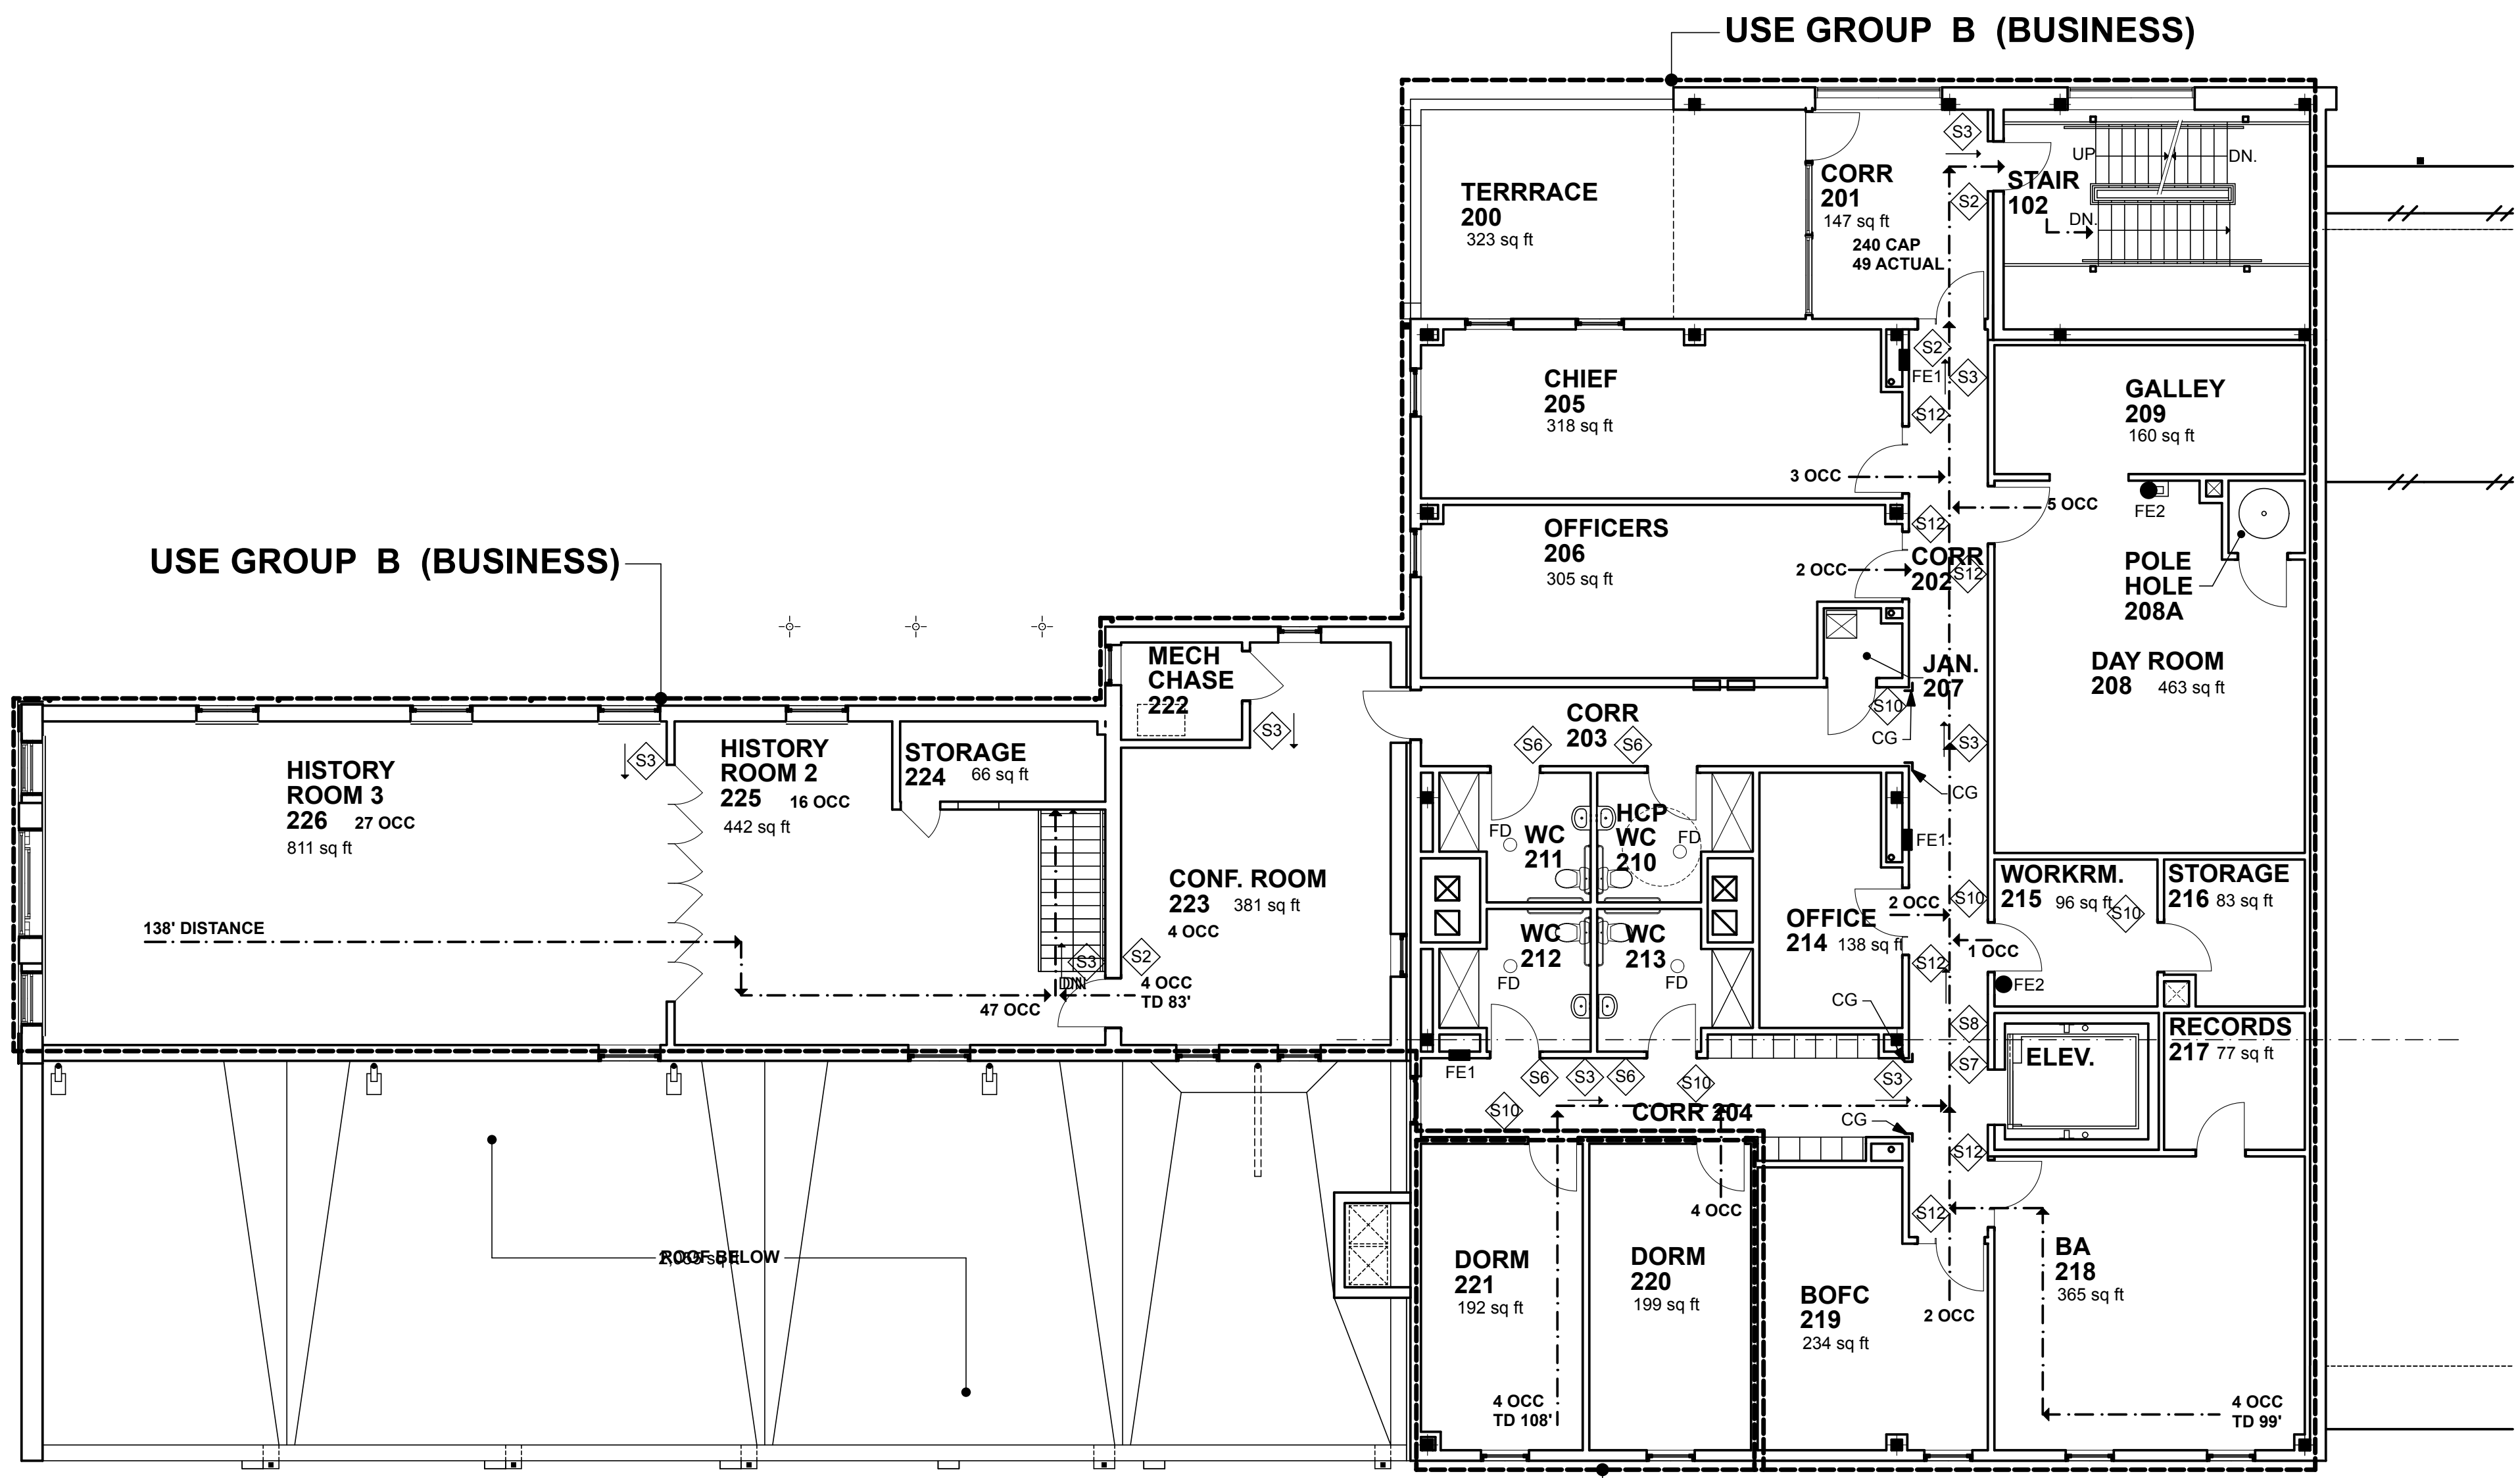 USE GROUP B (BUSINESS)
TERRRACE
200
323 sq ft
CORR
201
147 sq ft
240 CAP
49 ACTUAL
S3
S2
STAIR
102
UP
DN.
DN.
CHIEF
205
318 sq ft
S2
FE1
S3
S12
3 OCC
GALLEY
209
160 sq ft
5 OCC
FE2
OFFICERS
206
305 sq ft
S12
2 OCC
CORR
202
S12
POLE
HOLE
208A
DAY ROOM
208 463 sq ft
JAN.
207
S10
CG
S3
CG
USE GROUP B (BUSINESS)
MECH
CHASE
222
S3
CORR
203
S6
S6
HISTORY
ROOM 3
226 27 OCC
811 sq ft
S3
HISTORY
ROOM 2
225 16 OCC
442 sq ft
STORAGE
224 66 sq ft
CONF. ROOM
223 381 sq ft
4 OCC
138' DISTANCE
S3
S2
DN
47 OCC
4 OCC
TD 83'
FD
WC
211
HCP
WC
210
FD
FE1
WC
212
FD
WC
213
FD
OFFICE
214 138 sq ft
2 OCC
S10
S12
CG
WORKRM.
215 96 sq ft
S10
STORAGE
216 83 sq ft
1 OCC
FE2
S8
S7
ELEV.
RECORDS
217 77 sq ft
FE1
S6
S3
S6
S10
S3
S10
CORR 204
CG
S12
S12
4 OCC
ROOF BELOW
DORM
221
192 sq ft
DORM
220
199 sq ft
BOFC
219
234 sq ft
2 OCC
BA
218
365 sq ft
4 OCC
TD 108'
4 OCC
TD 99'